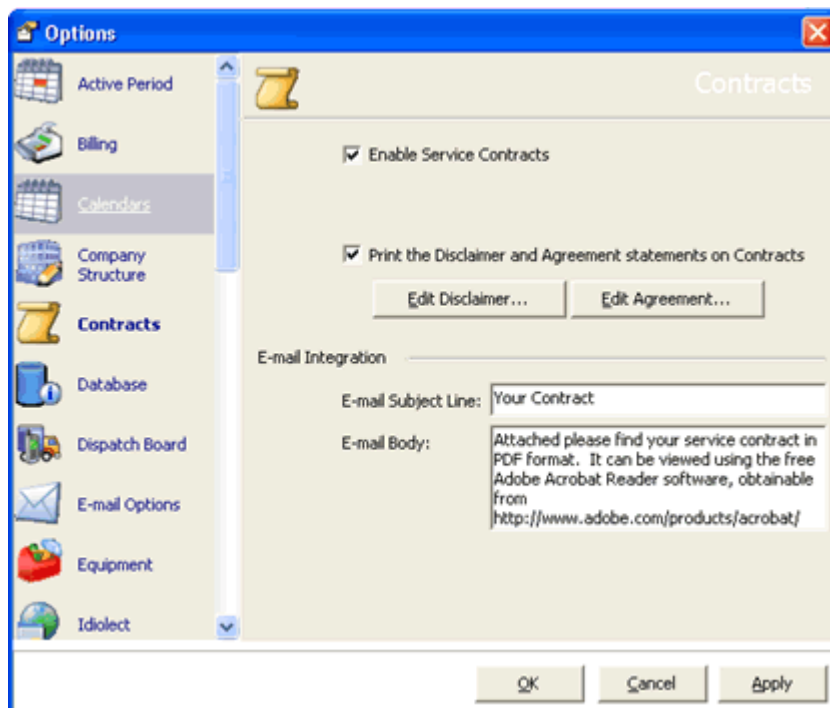 Options
Active Period
Billing
Calendars
Company
Structure
Contracts
Database
Dispatch Board
E-mail Options
Equipment
Idiolect
Contracts
Enable Service Contracts
Print the Disclaimer and Agreement statements on Contracts
Edit Disclaimer...
Edit Agreement...
E-mail Integration
E-mail Subject Line:
Your Contract
E-mail Body:
Attached please find your service contract in
PDF format. It can be viewed using the free
Adobe Acrobat Reader software, obtainable
from
http://www.adobe.com/products/acrobat/
OK
Cancel
Apply